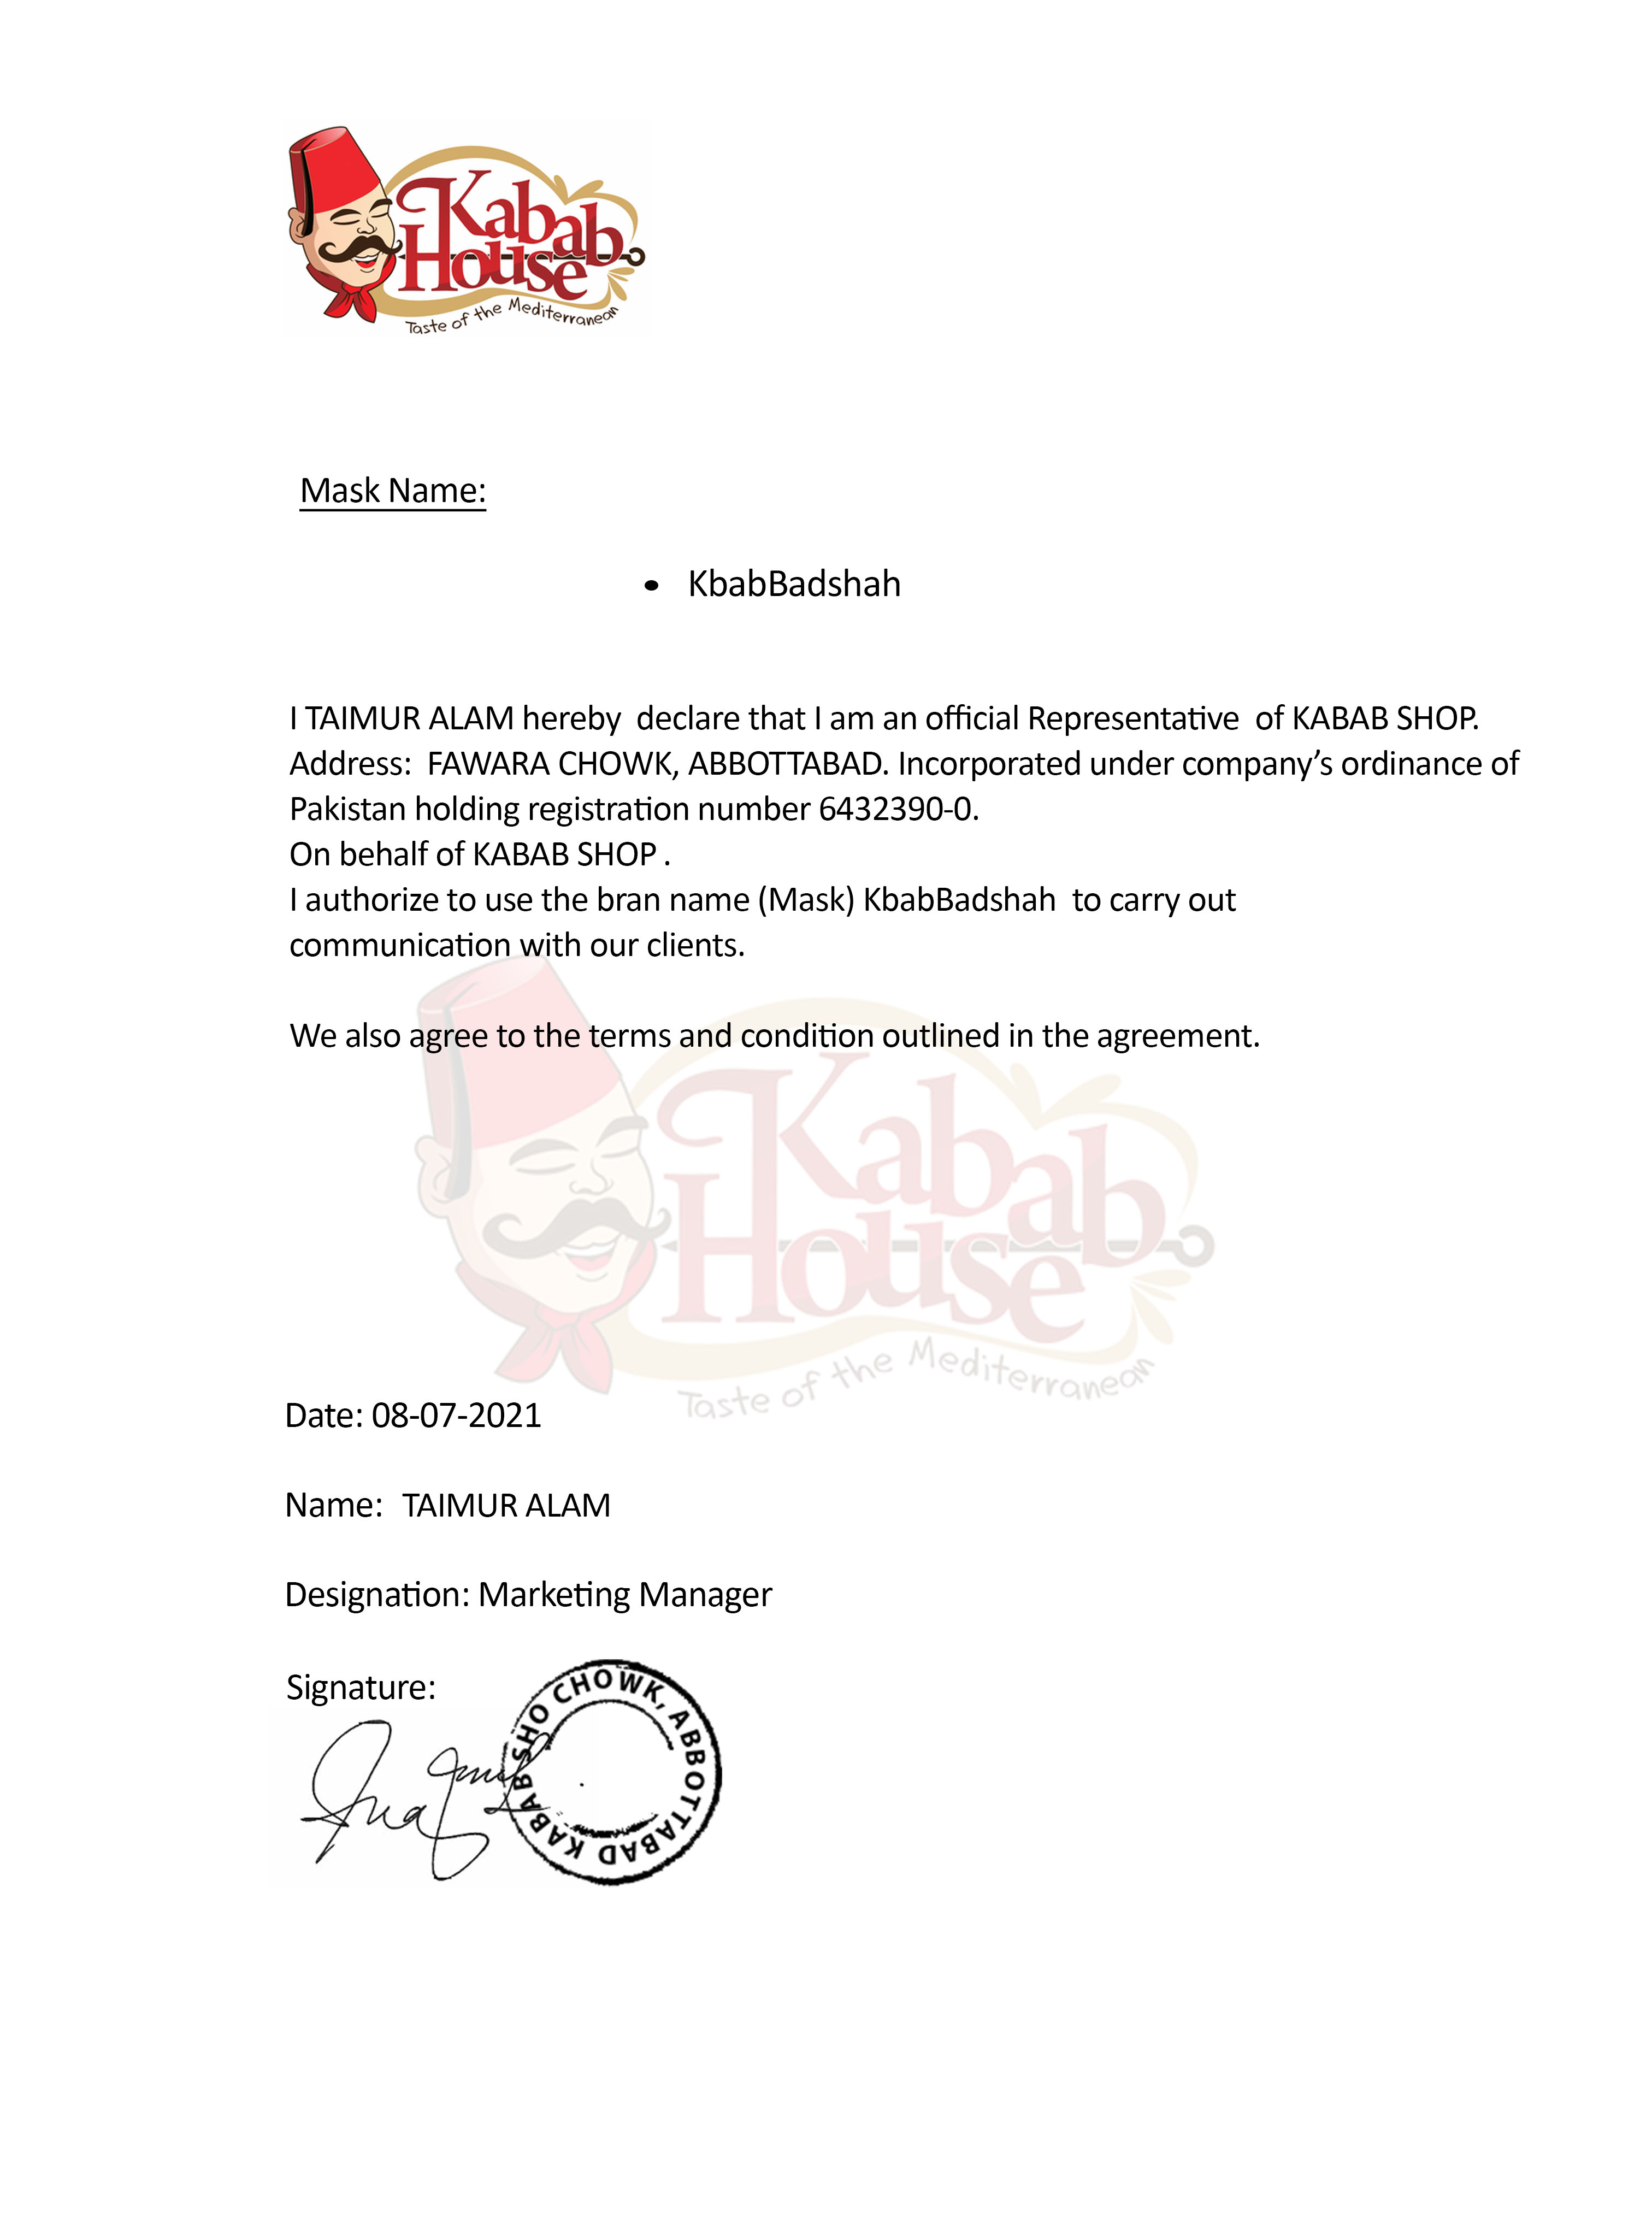 Kabab
House
Taste of the Mediterranean
Mask Name:
• KbabBadshah
I TAIMUR ALAM hereby declare that I am an official Representative of KABAB SHOP.
Address: FAWARA CHOWK, ABBOTTABAD. Incorporated under company’s ordinance of
Pakistan holding registration number 6432390-0.
On behalf of KABAB SHOP .
I authorize to use the bran name (Mask) KbabBadshah to carry out
communication with our clients.
We also agree to the terms and condition outlined in the agreement.
Kabab
House
Taste of the Mediterranean
Date: 08-07-2021
Name: TAIMUR ALAM
Designation: Marketing Manager
Signature:
KABAB SHO CHOWK, ABBOTTABAD